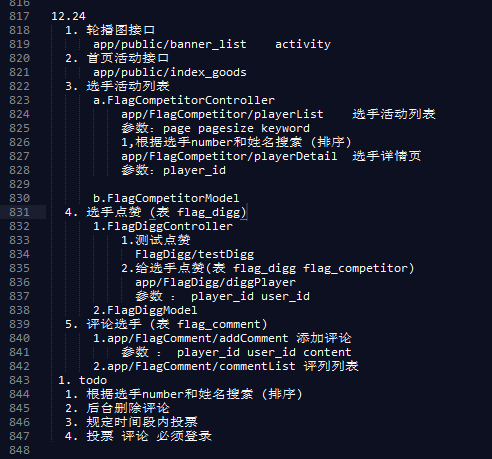 816
817 12.24
818 1. 轮播图接口
819 app/public/banner_list activity
820 2. 首页活动接口
821 app/public/index_goods
822 3. 选手活动列表
823 a.FlagCompetitorController
824 app/FlagCompetitor/playerList 选手活动列表
825 参数：page pagesize keyword
826 1,根据选手number和姓名搜索 (排序)
827 app/FlagCompetitor/playerDetail 选手详情页
828 参数：player_id
829
830 b.FlagCompetitorModel
831 4. 选手点赞 (表 flag_digg)
832 1.FlagDiggController
833 1.测试点赞
834 FlagDigg/testDigg
835 2.给选手点赞(表 flag_digg flag_competitor)
836 app/FlagDigg/diggPlayer
837 参数 ： player_id user_id
838 2.FlagDiggModel
839 5. 评论选手 (表 flag_comment)
840 1.app/FlagComment/addComment 添加评论
841 参数 ： player_id user_id content
842 2.app/FlagComment/commentList 评列列表
843 1. todo
844 1. 根据选手number和姓名搜索 (排序)
845 2. 后台删除评论
846 3. 规定时间段内投票
847 4. 投票 评论 必须登录
848